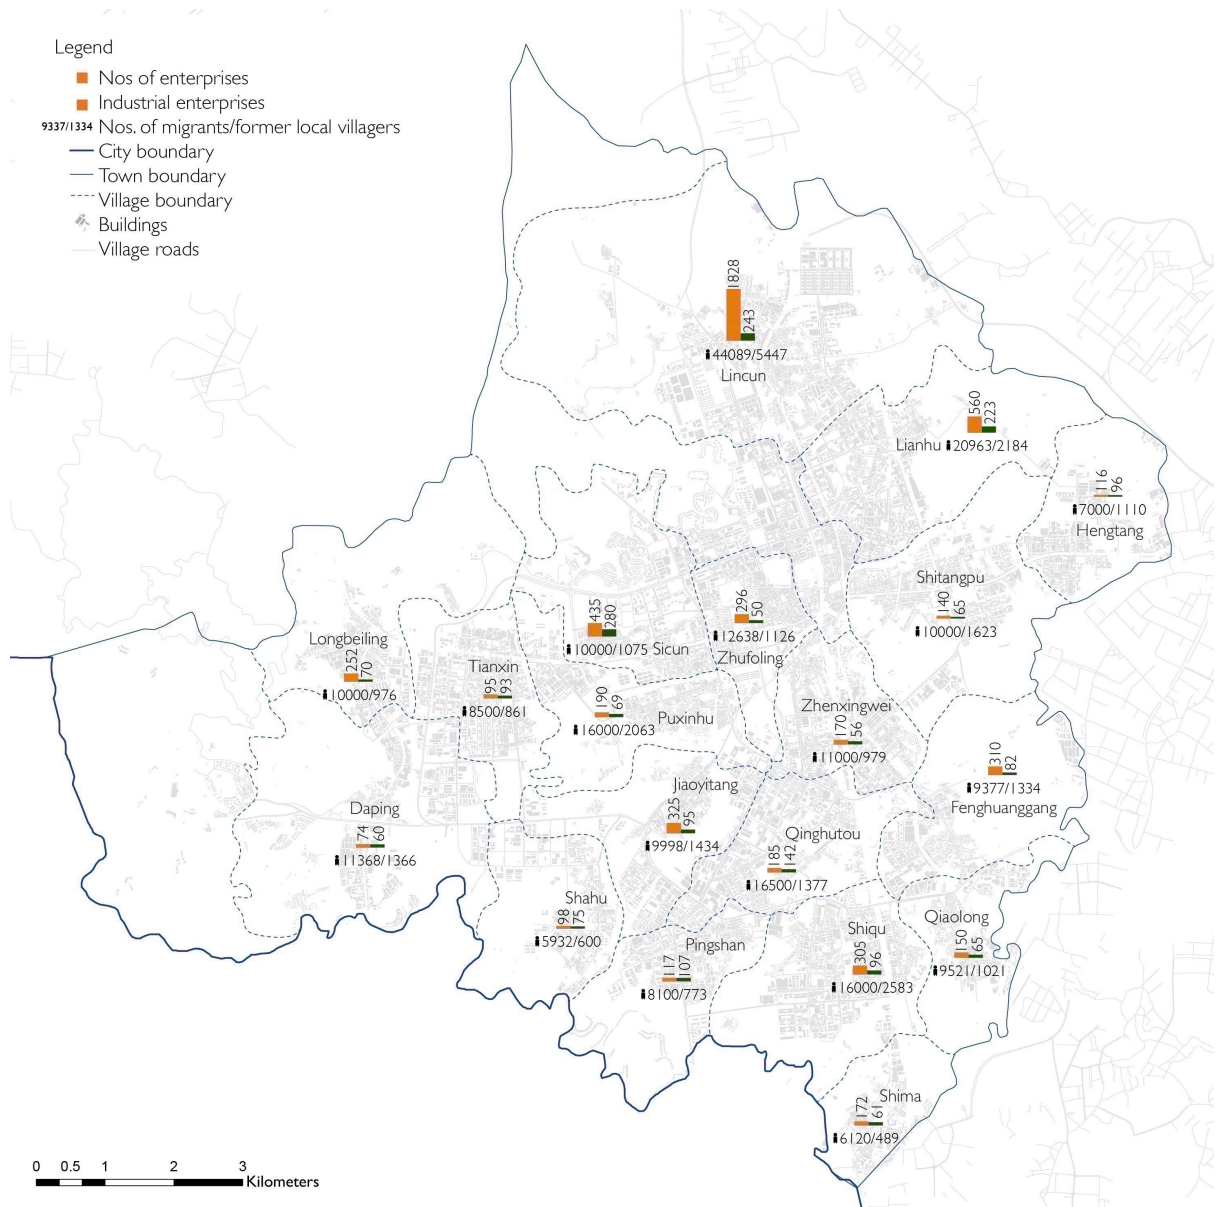 Legend
Nos of enterprises
Industrial enterprises
9337/1334 Nos. of migrants/former local villagers
City boundary
Town boundary
Village boundary
Buildings
Village roads
1828
243
44089/5447
Lincun
560
223
Lianhu 20963/2184
116
96
7000/1110
Hengtang
Shitangpu
140
65
10000/1623
435
280
10000/1075 Sicun
296
50
12638/1126
Zhufoling
Longbeiling
252
70
10000/976
Tianxin
95
93
8500/861
190
69
Puxinhu
16000/2063
Zhenxingwei
170
56
11000/979
310
82
9377/1334
Fenghuanggang
Jiaoyitang
325
95
9998/1434
Daping
74
60
11368/1366
Qinghutou
185
142
16500/1377
Shahu
98
75
5932/600
Pingshan
117
107
8100/773
Shiqu
305
96
16000/2583
Qiaolong
150
65
9521/1021
Shima
172
61
6120/489
0 0.5 1 2 3
Kilometers